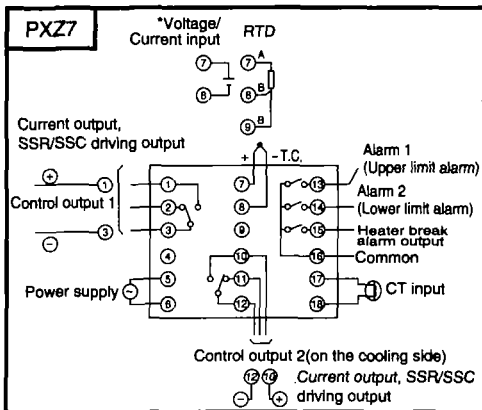 PXZ7
*Voltage/
Current input
RTD
7
7 A
8
8 B
9 B
Current output,
SSR/SSC driving output
+ - T.C.
Alarm 1
(Upper limit alarm)
+ 1
1
7
13
Control output 1
2
8
14
Alarm 2
(Lower limit alarm)
- 3
3
9
15
Heater break
alarm output
4
10
16
Common
Power supply
5
11
17
CT input
6
12
18
Control output 2(on the cooling side)
12 10
Current output, SSR/SSC
driving output
- +